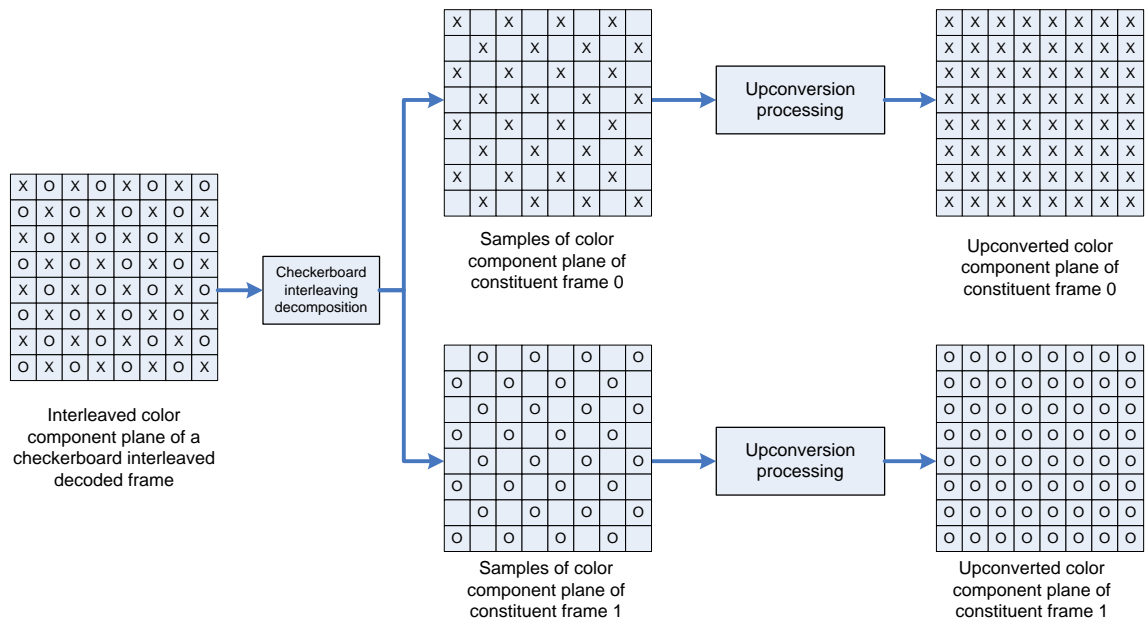 X O X O X O X O
O X O X O X O X
X O X O X O X O
O X O X O X O X
X O X O X O X O
O X O X O X O X
X O X O X O X O
O X O X O X O X
Interleaved color
component plane of a
checkerboard interleaved
decoded frame
Checkerboard
interleaving
decomposition
X X X X
X X X X
X X X X
X X X X
X X X X
X X X X
X X X X
X X X X
Samples of color
component plane of
constituent frame 0
Upconversion
processing
X X X X X X X X
X X X X X X X X
X X X X X X X X
X X X X X X X X
X X X X X X X X
X X X X X X X X
X X X X X X X X
X X X X X X X X
Upconverted color
component plane of
constituent frame 0
O O O O
O O O O
O O O O
O O O O
O O O O
O O O O
O O O O
O O O O
Samples of color
component plane of
constituent frame 1
Upconversion
processing
O O O O O O O O
O O O O O O O O
O O O O O O O O
O O O O O O O O
O O O O O O O O
O O O O O O O O
O O O O O O O O
O O O O O O O O
Upconverted color
component plane of
constituent frame 1